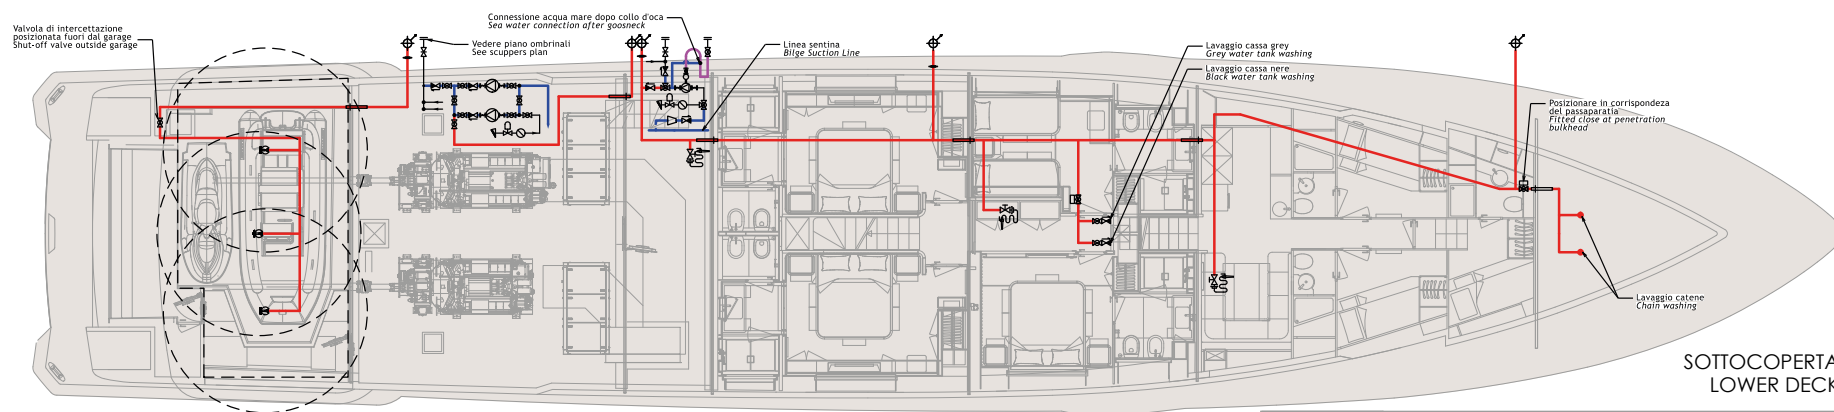 Valvola di intercettazione
posizionata fuori dal garage
Shut-off valve outside garage
Vedere piano ombrinali
See scuppers plan
Connessione acqua mare dopo collo d'oca
Sea water connection after goosneck
Linea sentina
Bilge Suction Line
Lavaggio cassa grey
Grey water tank washing
Lavaggio cassa nere
Black water tank washing
Posizionare in corrispondeza
del passaparatia
Fitted close at penetration
bulkhead
Lavaggio catene
Chain washing
SOTTOCOPERTA
LOWER DECK